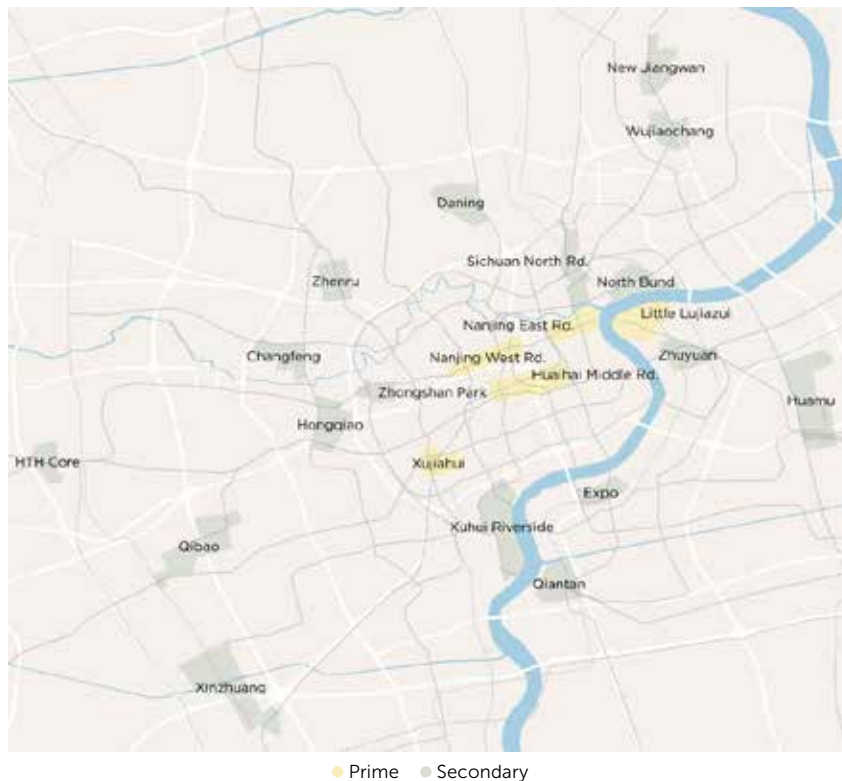 New Jiangwan
Wujiaochang
Daning
Sichuan North Rd.
Zhenru
North Bund
Little Lujiazui
Nanjing East Rd.
Changfeng
Nanjing West Rd.
Zhuyuan
Huaihai Middle Rd.
Zhongshan Park
Huamu
Hongqiao
HTH Core
Xujiahui
Expo
Xuhui Riverside
Qibao
Qiantan
Xinzhuang
Prime Secondary